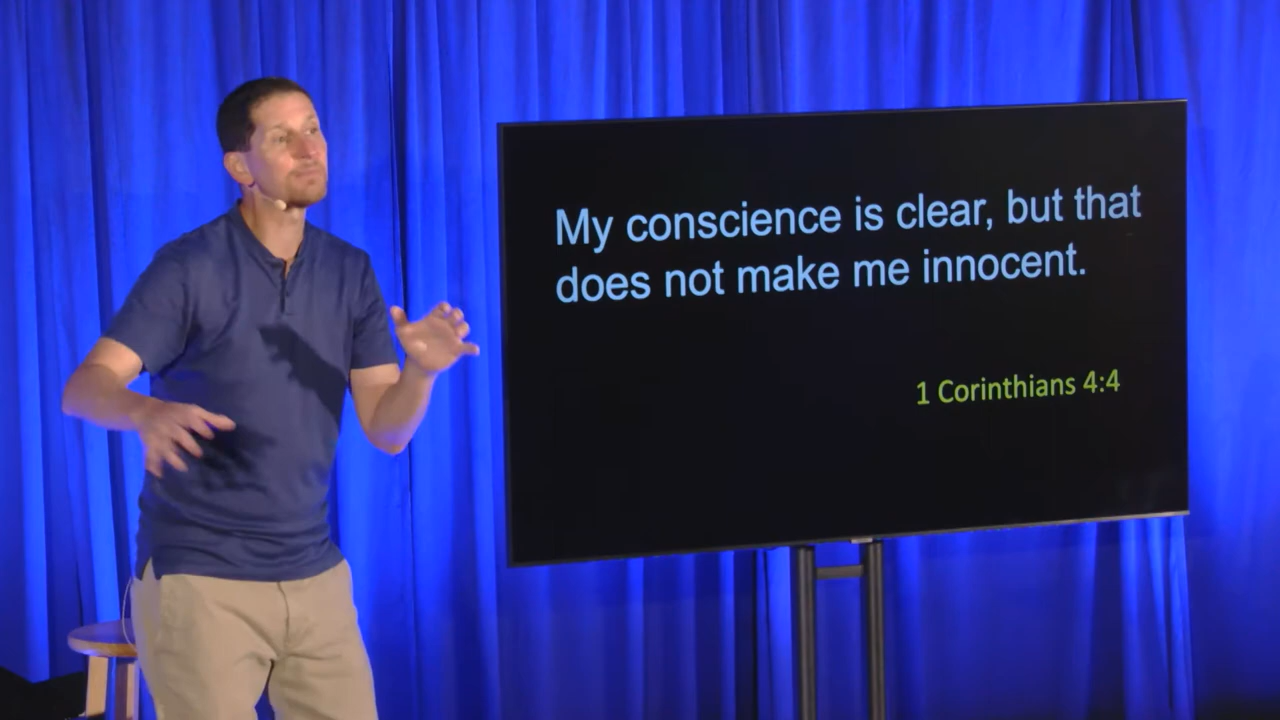 My conscience is clear, but that
does not make me innocent.
1 Corinthians 4:4